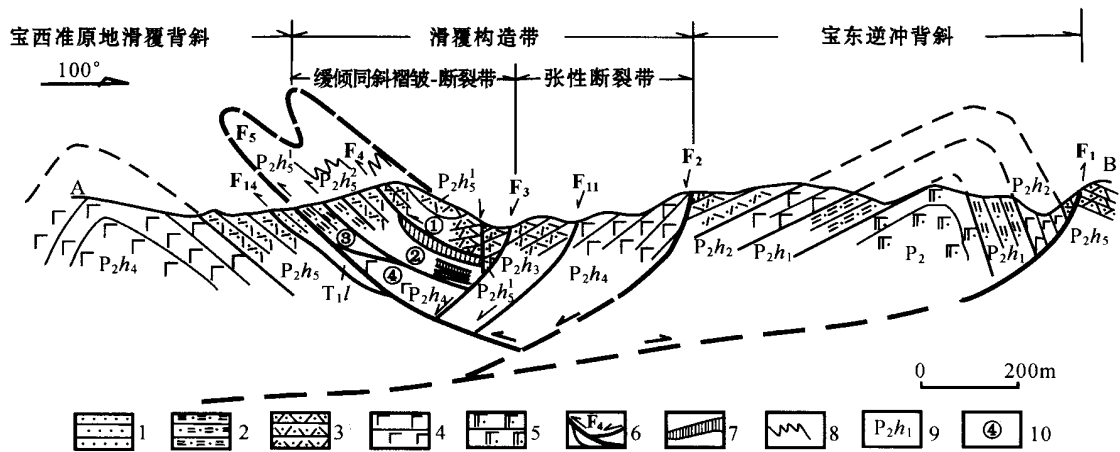 宝西准原地滑覆背斜 滑覆构造带 宝东逆冲背斜
100° 缓倾同斜褶皱-断裂带 张性断裂带
F₅ F₄ F₂ F₁
P₂h₅¹ P₂h₅² P₂h₅¹ B
F₁₄ F₃ F₁₁ P₂h₂
A
①
P₂h₄ P₂h₅ ③ ② P₂h₃ P₂h₄ P₂h₂ P₂h₁ P₂ P₂h₁ P₂h₅
④
T₁l P₂h₄ P₂h₅¹
0 200m
1 2 3 4 5 F₄ 6 7 8 P₂h₁ 9 ④ 10